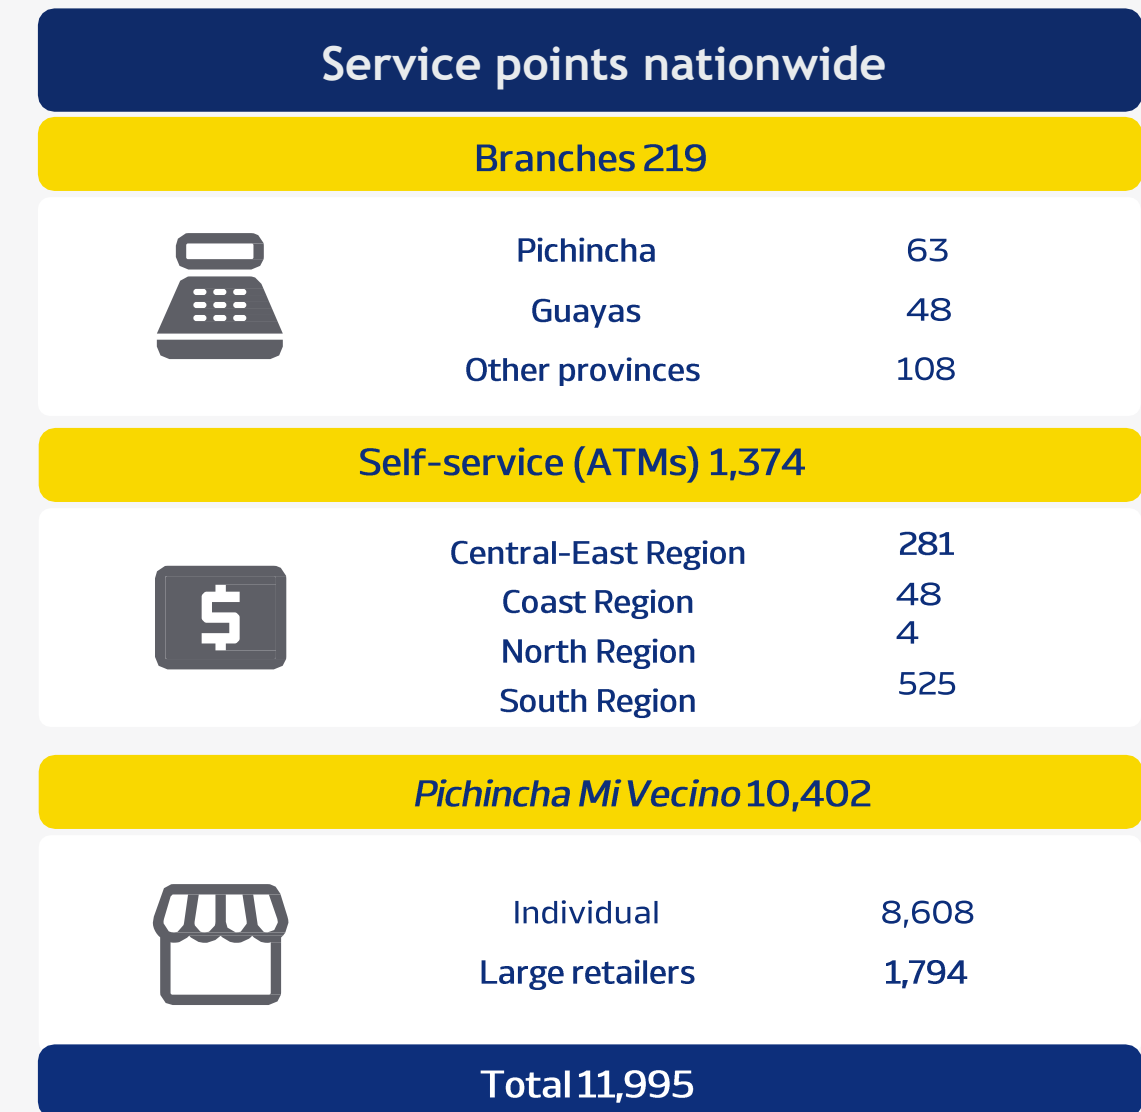 Service points nationwide
Branches 219
Pichincha 63
Guayas 48
Other provinces 108
Self-service (ATMs) 1,374
Central-East Region 281
Coast Region 48
North Region 4
South Region 525
Pichincha Mi Vecino 10,402
Individual 8,608
Large retailers 1,794
Total 11,995